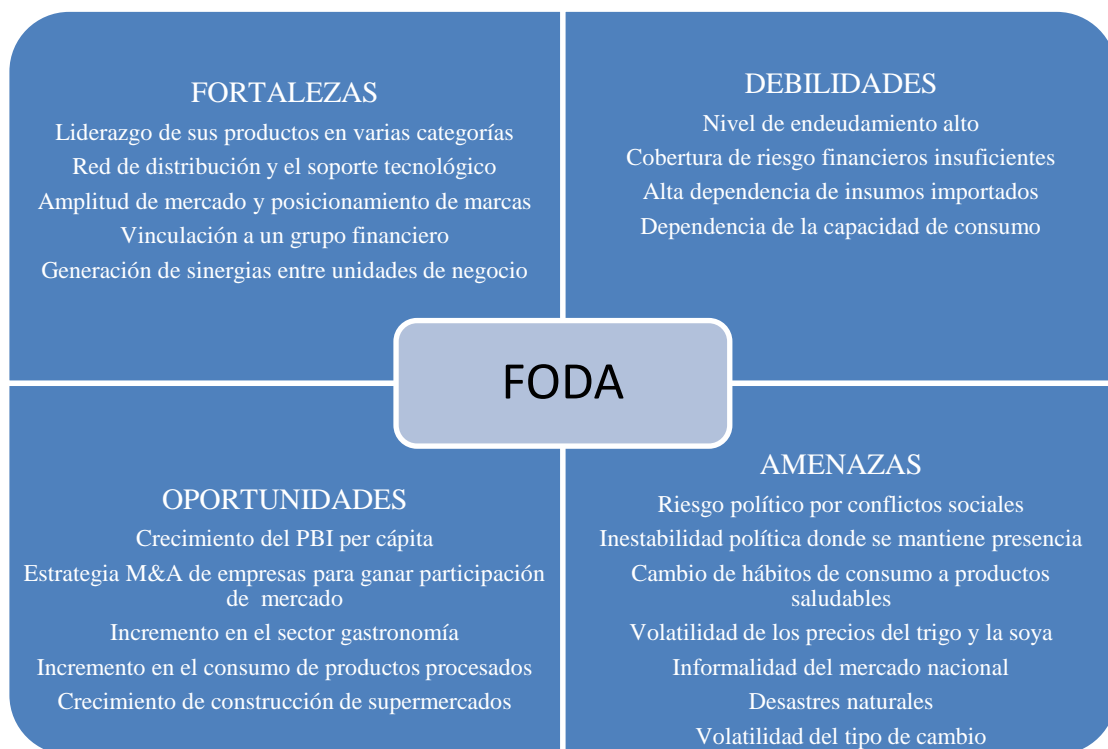 FORTALEZAS
Liderazgo de sus productos en varias categorías
Red de distribución y el soporte tecnológico
Amplitud de mercado y posicionamiento de marcas
Vinculación a un grupo financiero
Generación de sinergias entre unidades de negocio
DEBILIDADES
Nivel de endeudamiento alto
Cobertura de riesgo financieros insuficientes
Alta dependencia de insumos importados
Dependencia de la capacidad de consumo
FODA
OPORTUNIDADES
Crecimiento del PBI per cápita
Estrategia M&A de empresas para ganar participación
de mercado
Incremento en el sector gastronomía
Incremento en el consumo de productos procesados
Crecimiento de construcción de supermercados
AMENAZAS
Riesgo político por conflictos sociales
Inestabilidad política donde se mantiene presencia
Cambio de hábitos de consumo a productos
saludables
Volatilidad de los precios del trigo y la soya
Informalidad del mercado nacional
Desastres naturales
Volatilidad del tipo de cambio